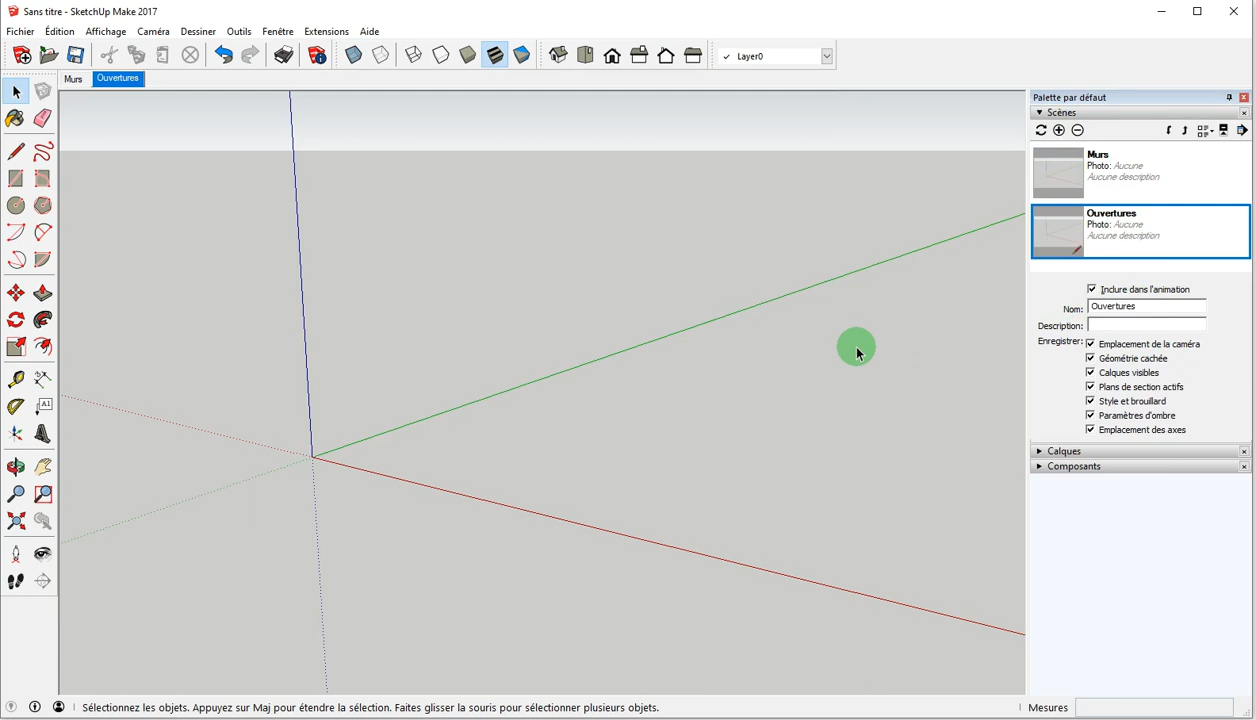 Sans titre - SketchUp Make 2017
Fichier Édition Affichage Caméra Dessiner Outils Fenêtre Extensions Aide
Layer0
Murs Ouvertures
Palette par défaut
Scènes
Murs
Photo: Aucune
Aucune description
Ouvertures
Photo: Aucune
Aucune description
Inclure dans l'animation
Nom: Ouvertures
Description:
Enregistrer: Emplacement de la caméra
Géométrie cachée
Calques visibles
Plans de section actifs
Style et brouillard
Paramètres d'ombre
Emplacement des axes
Calques
Composants
A1
Sélectionnez les objets. Appuyez sur Maj pour étendre la sélection. Faites glisser la souris pour sélectionner plusieurs objets.
Mesures